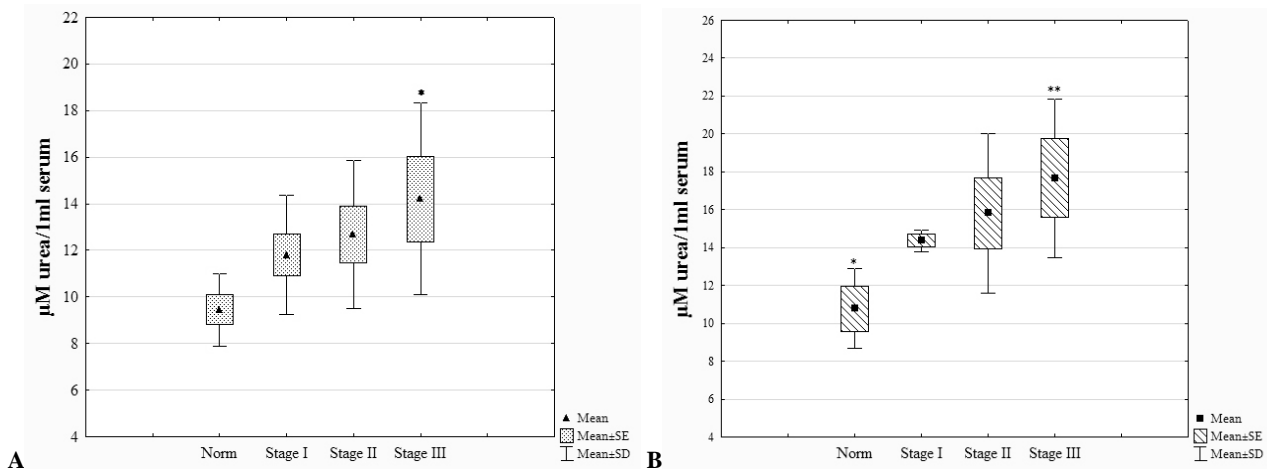 A
µM urea/1ml serum
22
20
18
16
14
12
10
8
6
4
*
Norm Stage I Stage II Stage III
Mean
Mean±SE
Mean±SD
B
µM urea/1ml serum
26
24
22
20
18
16
14
12
10
8
6
4
*
**
Norm Stage I Stage II Stage III
Mean
Mean±SE
Mean±SD